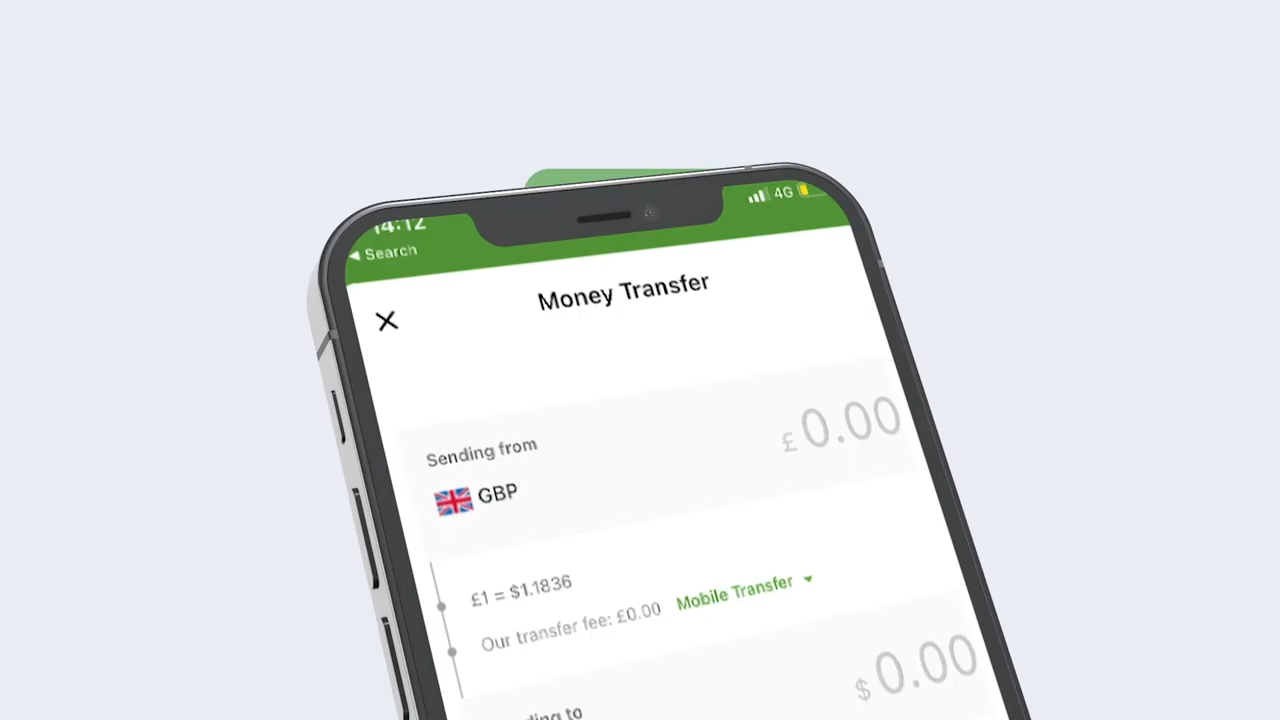 14:12
4G
◀ Search
Money Transfer
£ 0.00
Sending from
GBP
£1 = $1.1836
Our transfer fee: £0.00 Mobile Transfer
$ 0.00
to